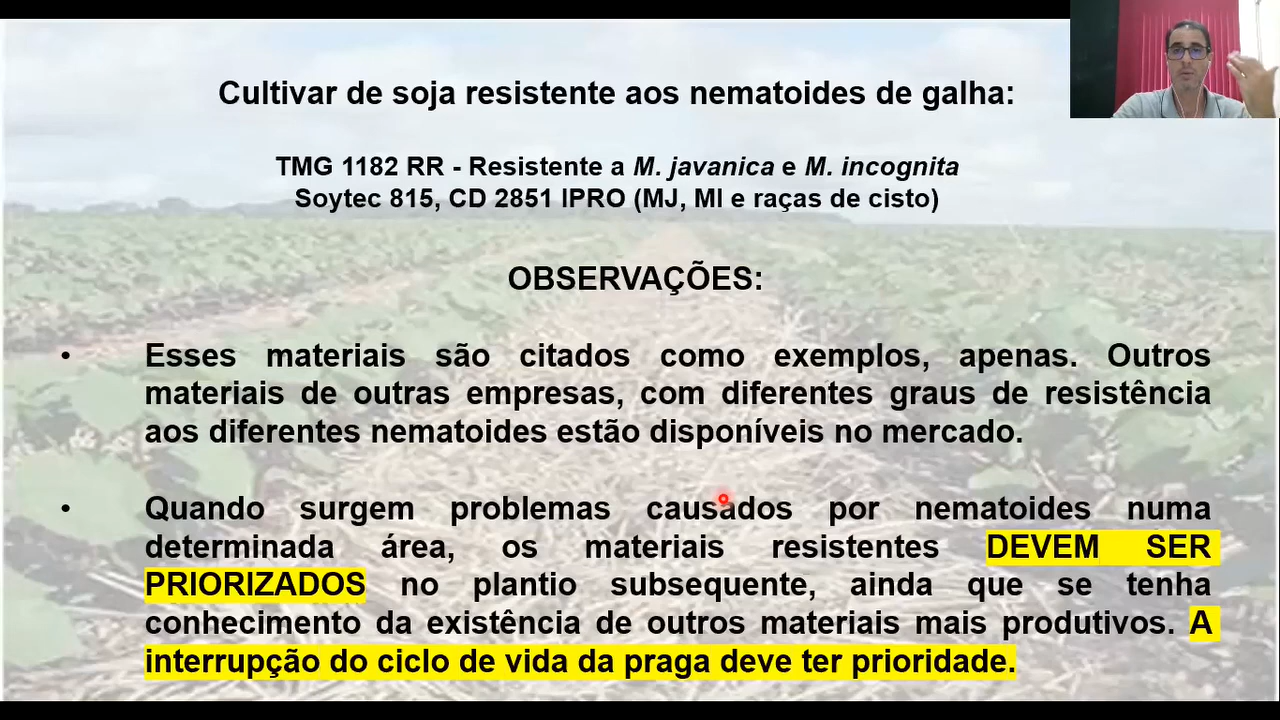 Cultivar de soja resistente aos nematoides de galha:
TMG 1182 RR - Resistente a M. javanica e M. incognita
Soytec 815, CD 2851 IPRO (MJ, MI e raças de cisto)
OBSERVAÇÕES:
• Esses materiais são citados como exemplos, apenas. Outros
materiais de outras empresas, com diferentes graus de resistência
aos diferentes nematoides estão disponíveis no mercado.
• Quando surgem problemas causados por nematoides numa
determinada área, os materiais resistentes DEVEM SER
PRIORIZADOS no plantio subsequente, ainda que se tenha
conhecimento da existência de outros materiais mais produtivos. A
interrupção do ciclo de vida da praga deve ter prioridade.